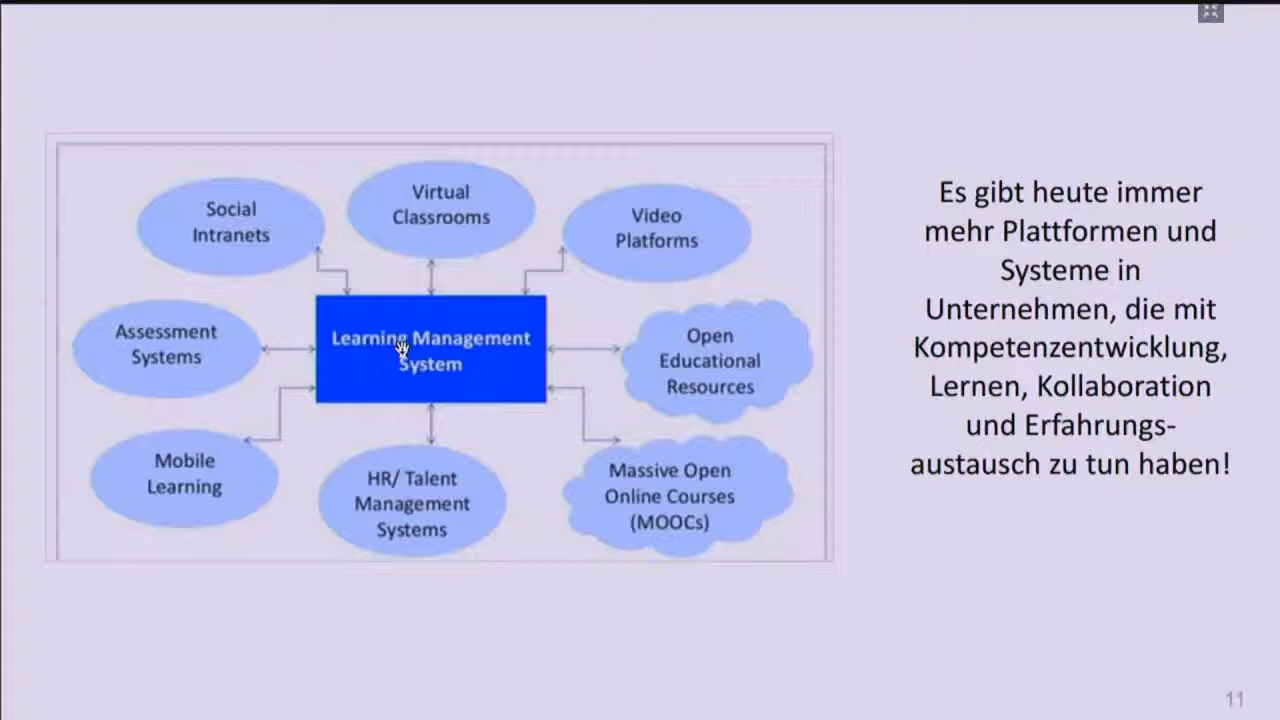 Social
Intranets
Virtual
Classrooms
Video
Platforms
Assessment
Systems
Learning Management
System
Open
Educational
Resources
Mobile
Learning
HR/ Talent
Management
Systems
Massive Open
Online Courses
(MOOCs)
Es gibt heute immer
mehr Plattformen und
Systeme in
Unternehmen, die mit
Kompetenzentwicklung,
Lernen, Kollaboration
und Erfahrungs-
austausch zu tun haben!
11